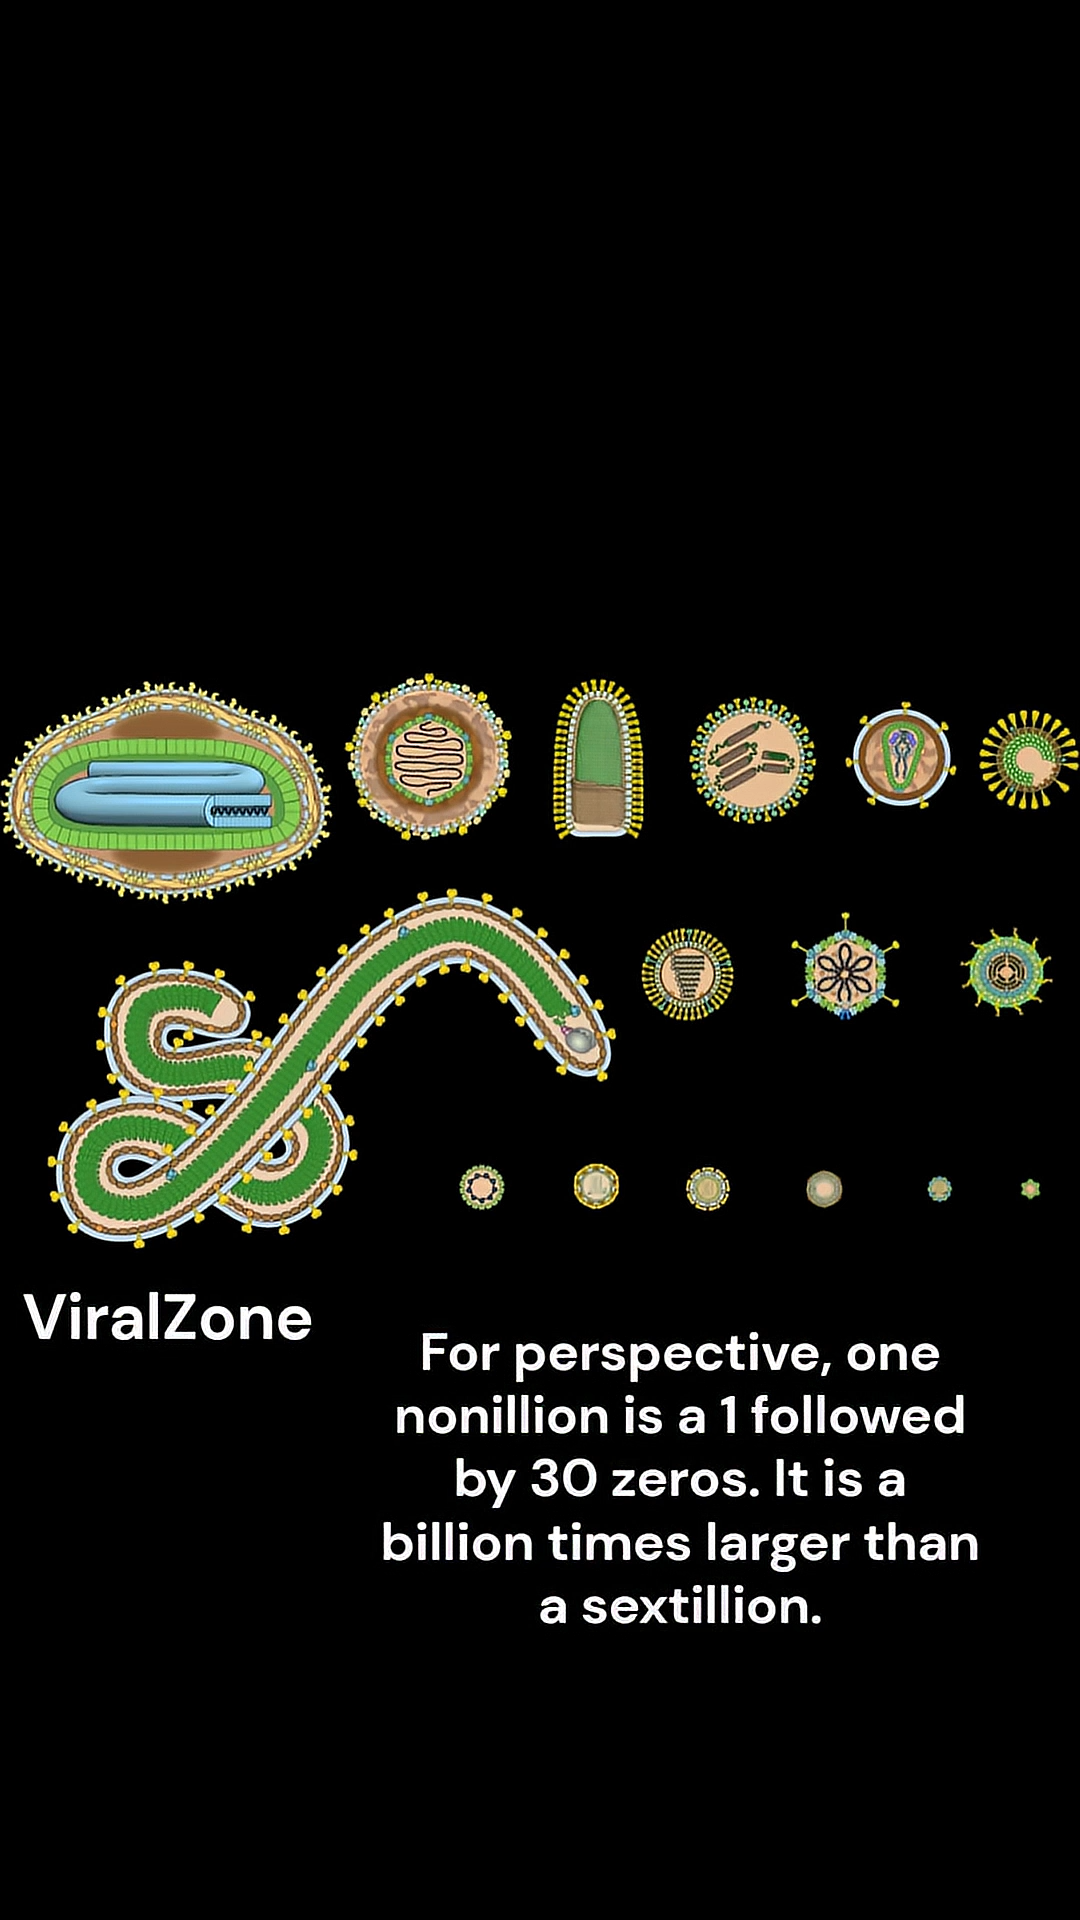 ViralZone
For perspective, one
nonillion is a 1 followed
by 30 zeros. It is a
billion times larger than
a sextillion.